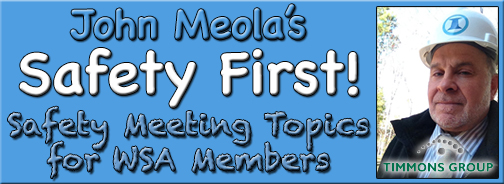 John Meola's
Safety First!
Safety Meeting Topics
for WSA Members
TIMMONS GROUP